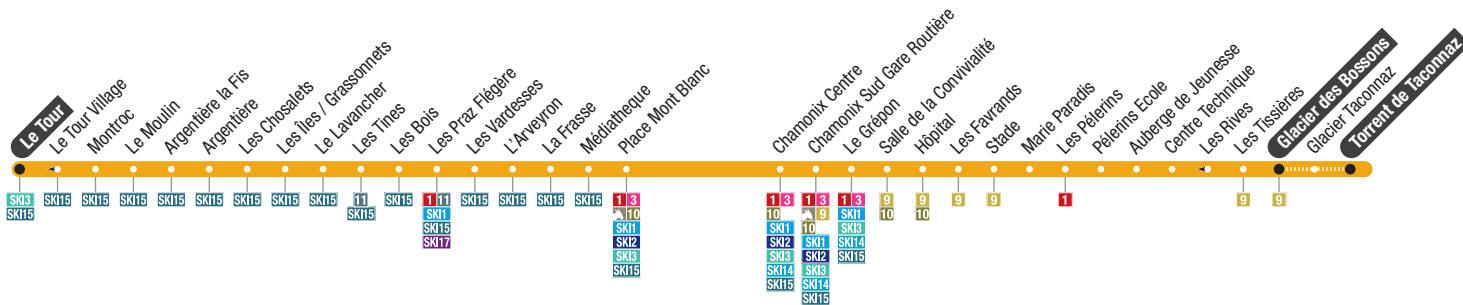 Le Tour
Le Tour Village
Montroc
Le Moulin
Argentière la Fis
Argentière
Les Chosalets
Les Îles / Grassonnets
Le Lavancher
Les Tines
Les Bois
Les Praz Flégère
Les Vardesses
L'Arveyron
La Frasse
Médiatheque
Place Mont Blanc
Chamonix Centre
Chamonix Sud Gare Routière
Le Grépon
Salle de la Convivialité
Hôpital
Les Favrands
Stade
Marie Paradis
Les Pélerins
Pélerins Ecole
Auberge de Jeunesse
Centre Technique
Les Rives
Les Tissières
Glacier des Bossons
Glacier Taconnaz
Torrent de Taconnaz
SKI3
SKI15
SKI15
SKI15
SKI15
SKI15
SKI15
SKI15
SKI15
SKI15
11
SKI15
SKI15
1 11
SKI1
SKI15
SKI17
SKI15
SKI15
SKI15
SKI15
1 3
10
SKI1
SKI2
SKI3
SKI15
1 3
10
SKI1
SKI2
SKI3
SKI14
SKI15
1 3
9
10
SKI1
SKI2
SKI3
SKI14
SKI15
1 3
SKI1
SKI3
SKI14
SKI15
9
10
9
10
9
9
1
9
9